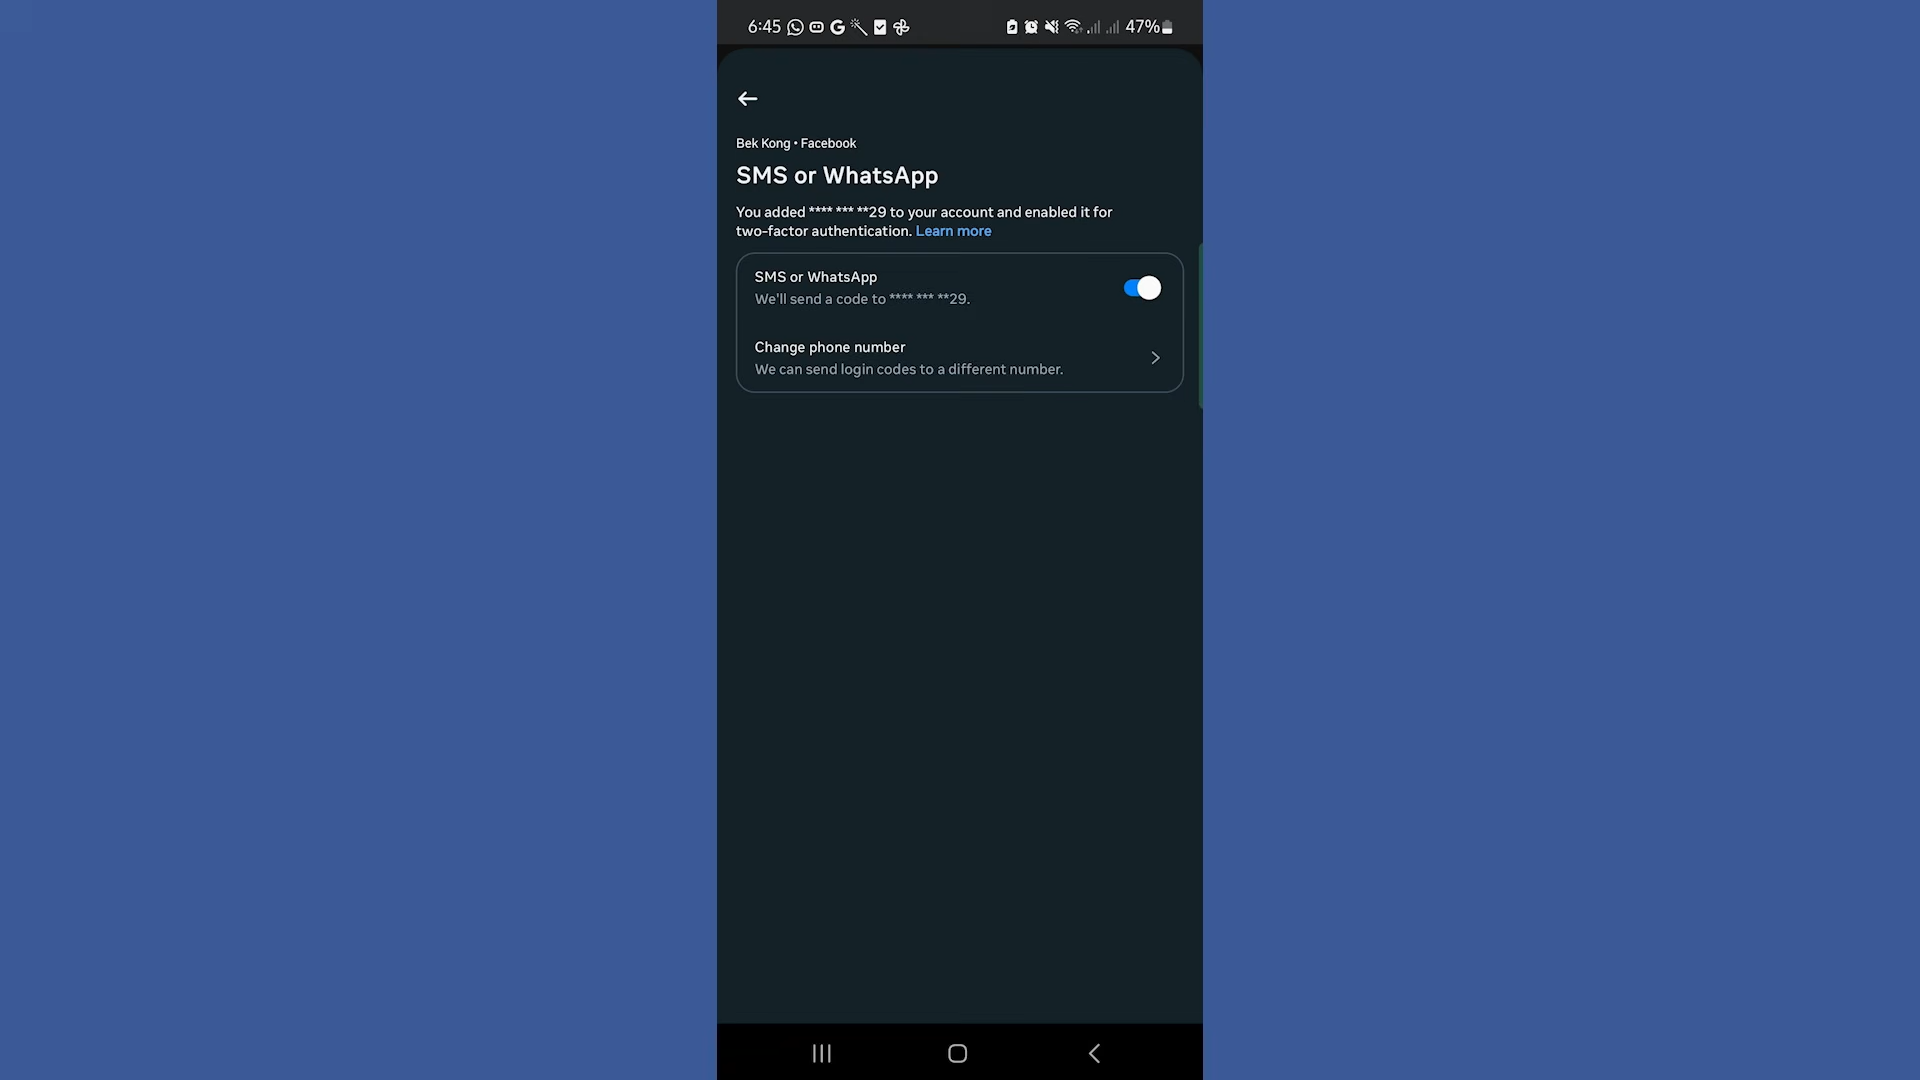 6:45 47%
Bek Kong • Facebook
SMS or WhatsApp
You added **** *** **29 to your account and enabled it for
two-factor authentication. Learn more
SMS or WhatsApp
We'll send a code to **** *** **29.
Change phone number
We can send login codes to a different number.